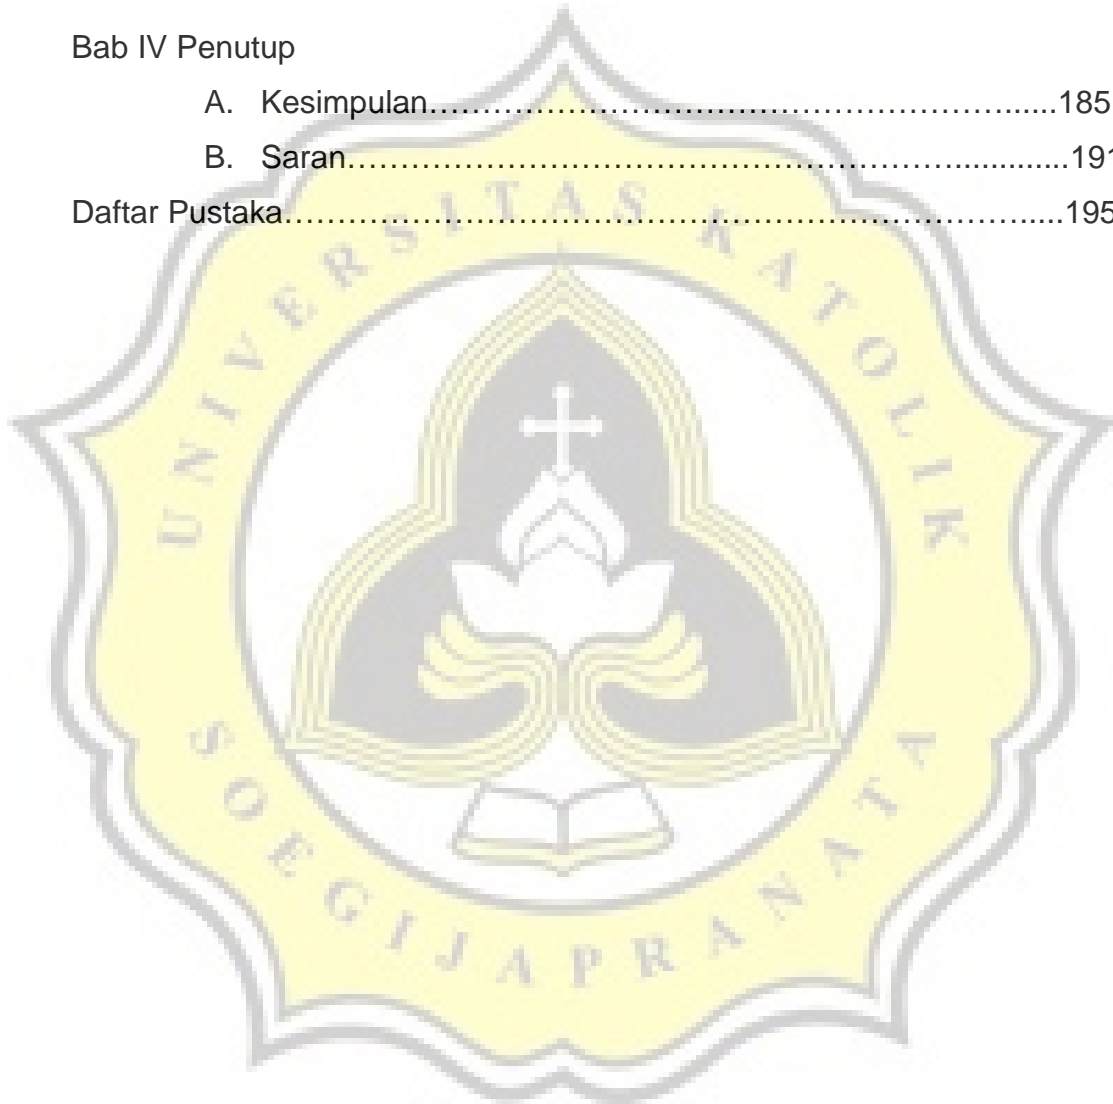 Bab IV Penutup
A. Kesimpulan……………………………………………………......185
B. Saran…………………………………………………….............191
Daftar Pustaka…………………………………………………………….....195
UNIVERSITAS KATOLIK
SOEGIJAPRANATA